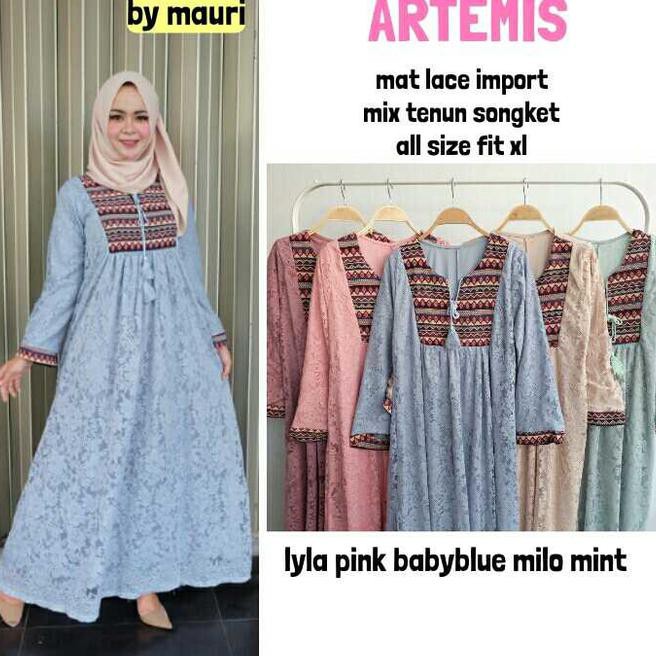 by mauri
ARTEMIS
mat lace import
mix tenun songket
all size fit xl
lyla pink babyblue milo mint